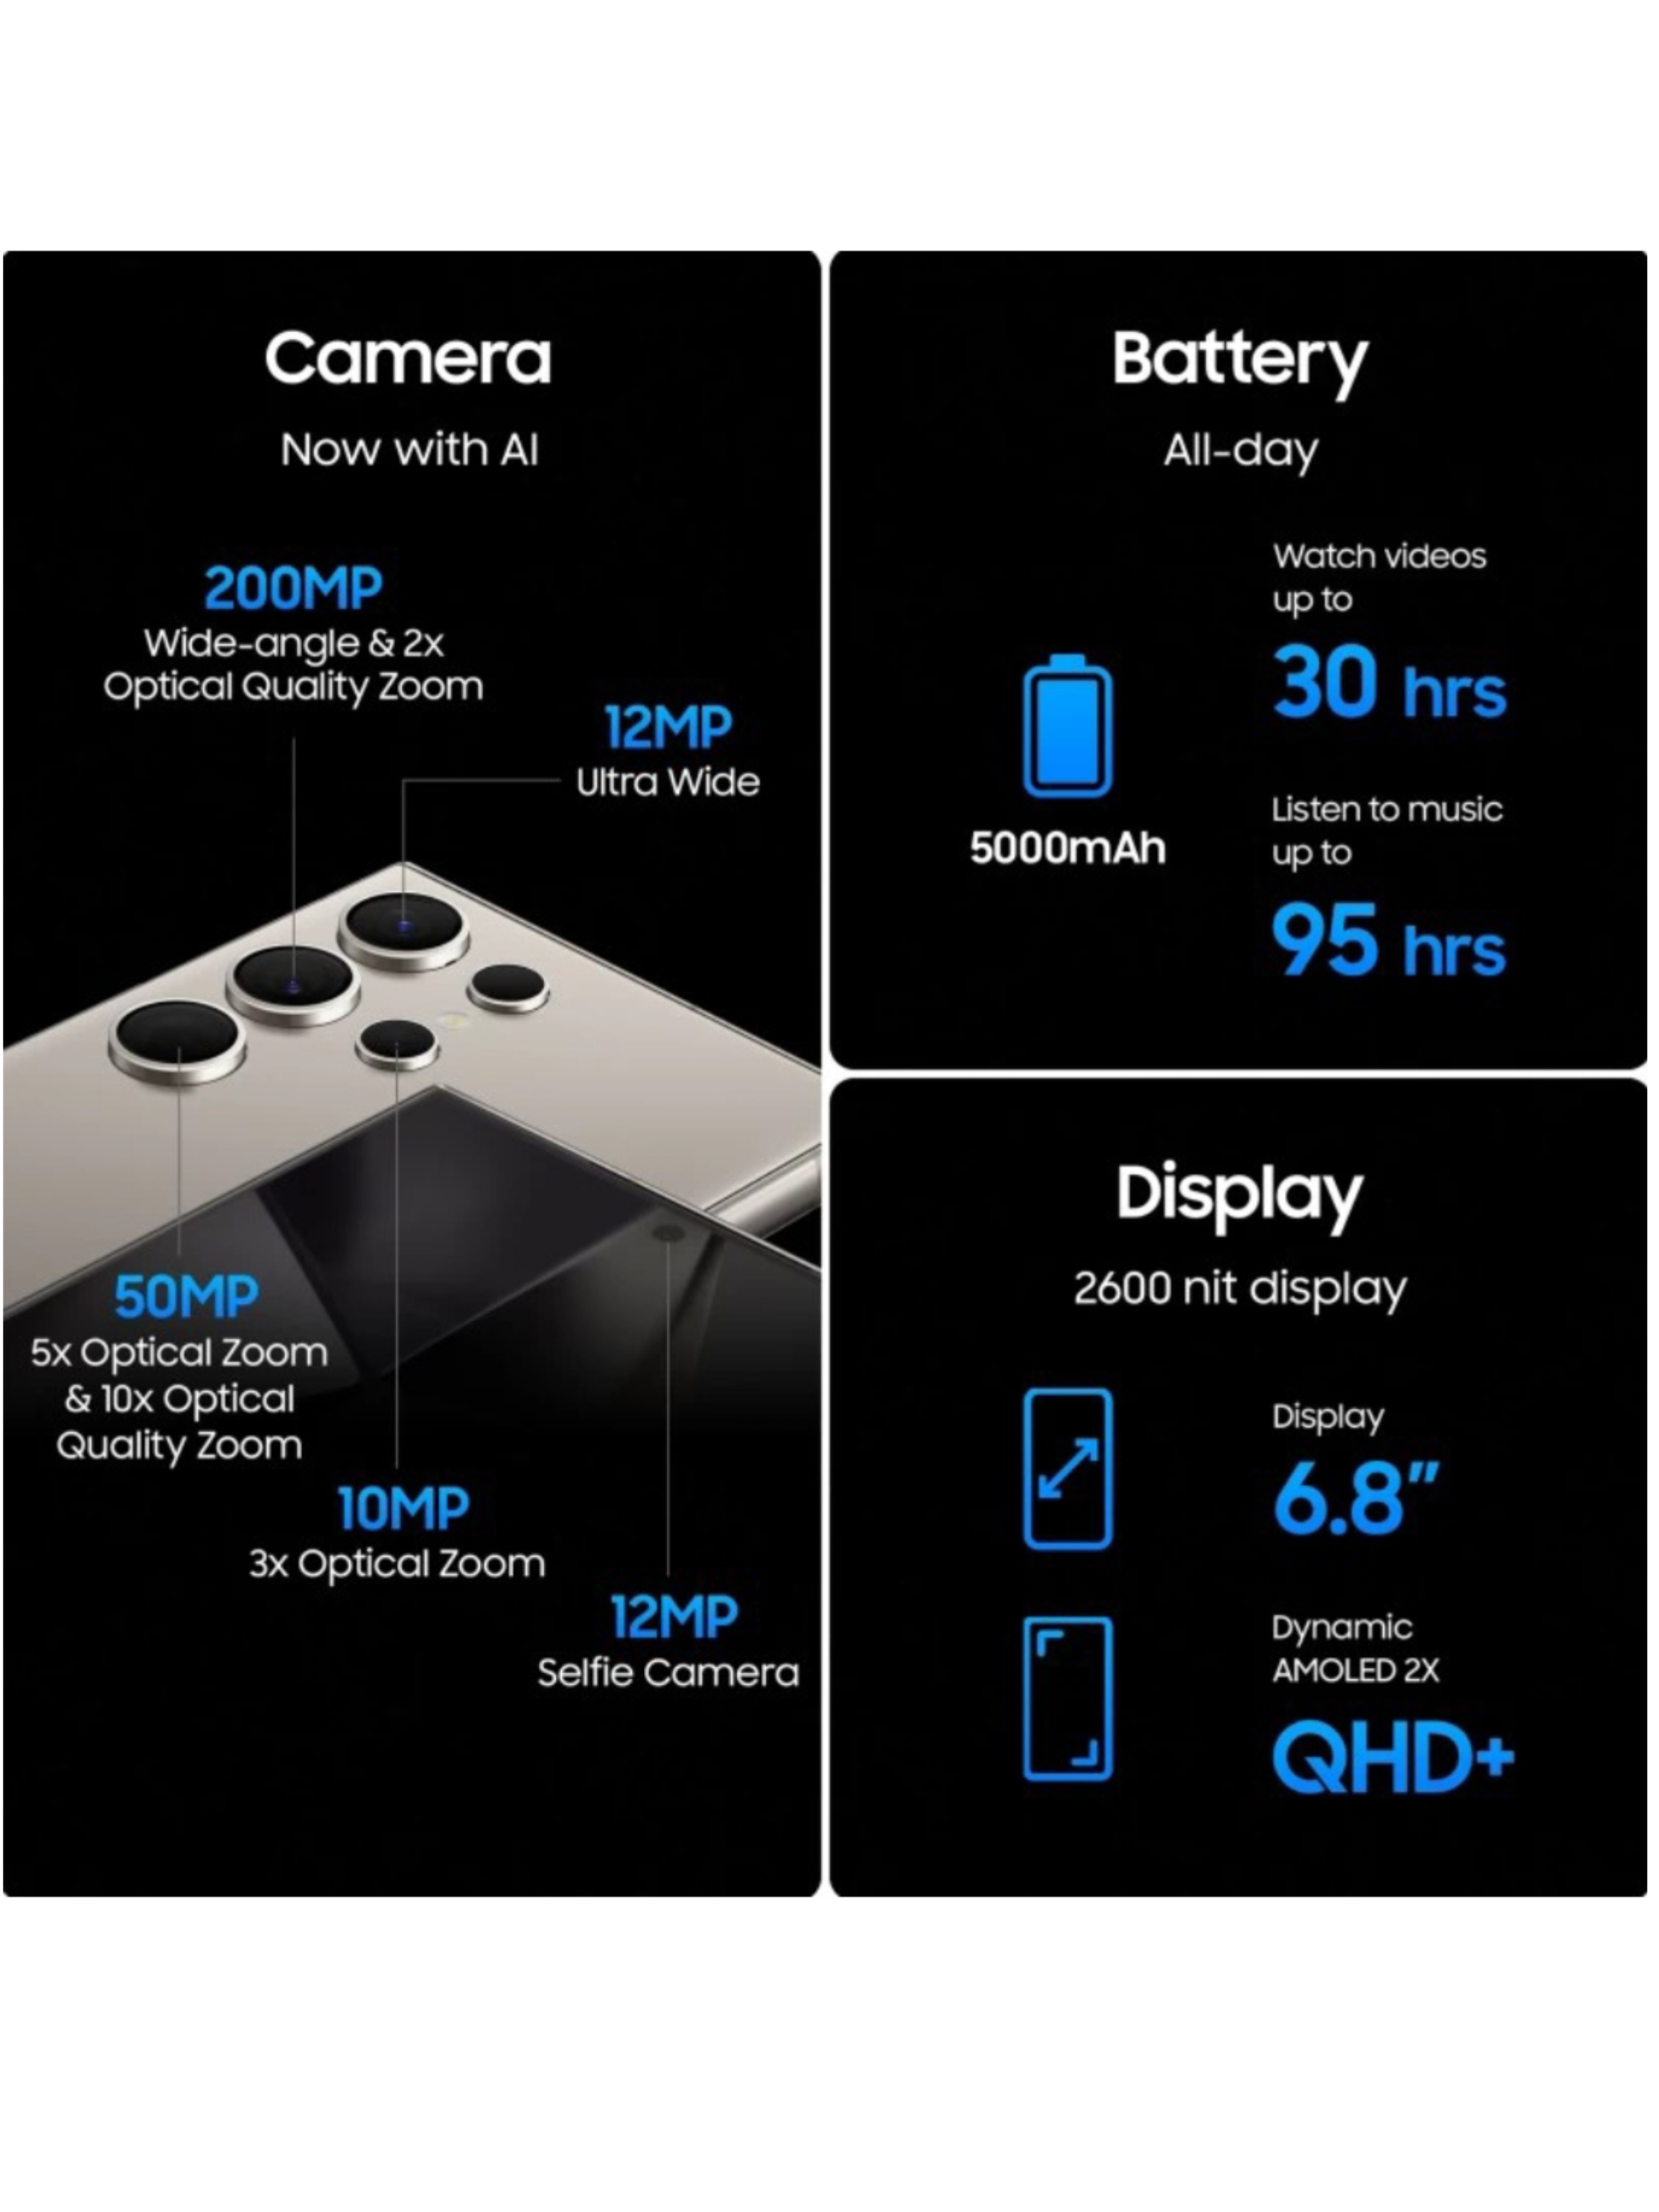 Camera
Now with AI
200MP
Wide-angle & 2x
Optical Quality Zoom
12MP
Ultra Wide
50MP
5x Optical Zoom
& 10x Optical
Quality Zoom
10MP
3x Optical Zoom
12MP
Selfie Camera
Battery
All-day
5000mAh
Watch videos
up to
30 hrs
Listen to music
up to
95 hrs
Display
2600 nit display
Display
6.8”
Dynamic
AMOLED 2X
QHD+